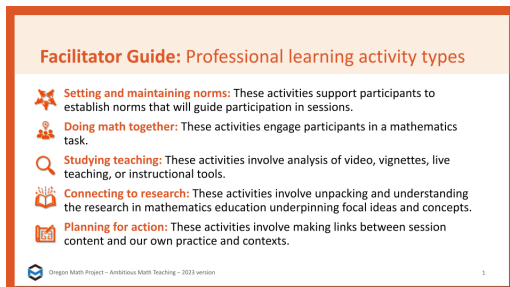 Facilitator Guide: Professional learning activity types
Setting and maintaining norms: These activities support participants to
establish norms that will guide participation in sessions.
Doing math together: These activities engage participants in a mathematics
task.
Studying teaching: These activities involve analysis of video, vignettes, live
teaching, or instructional tools.
Connecting to research: These activities involve unpacking and understanding
the research in mathematics education underpinning focal ideas and concepts.
Planning for action: These activities involve making links between session
content and our own practice and contexts.
Oregon Math Project – Ambitious Math Teaching – 2023 version
1